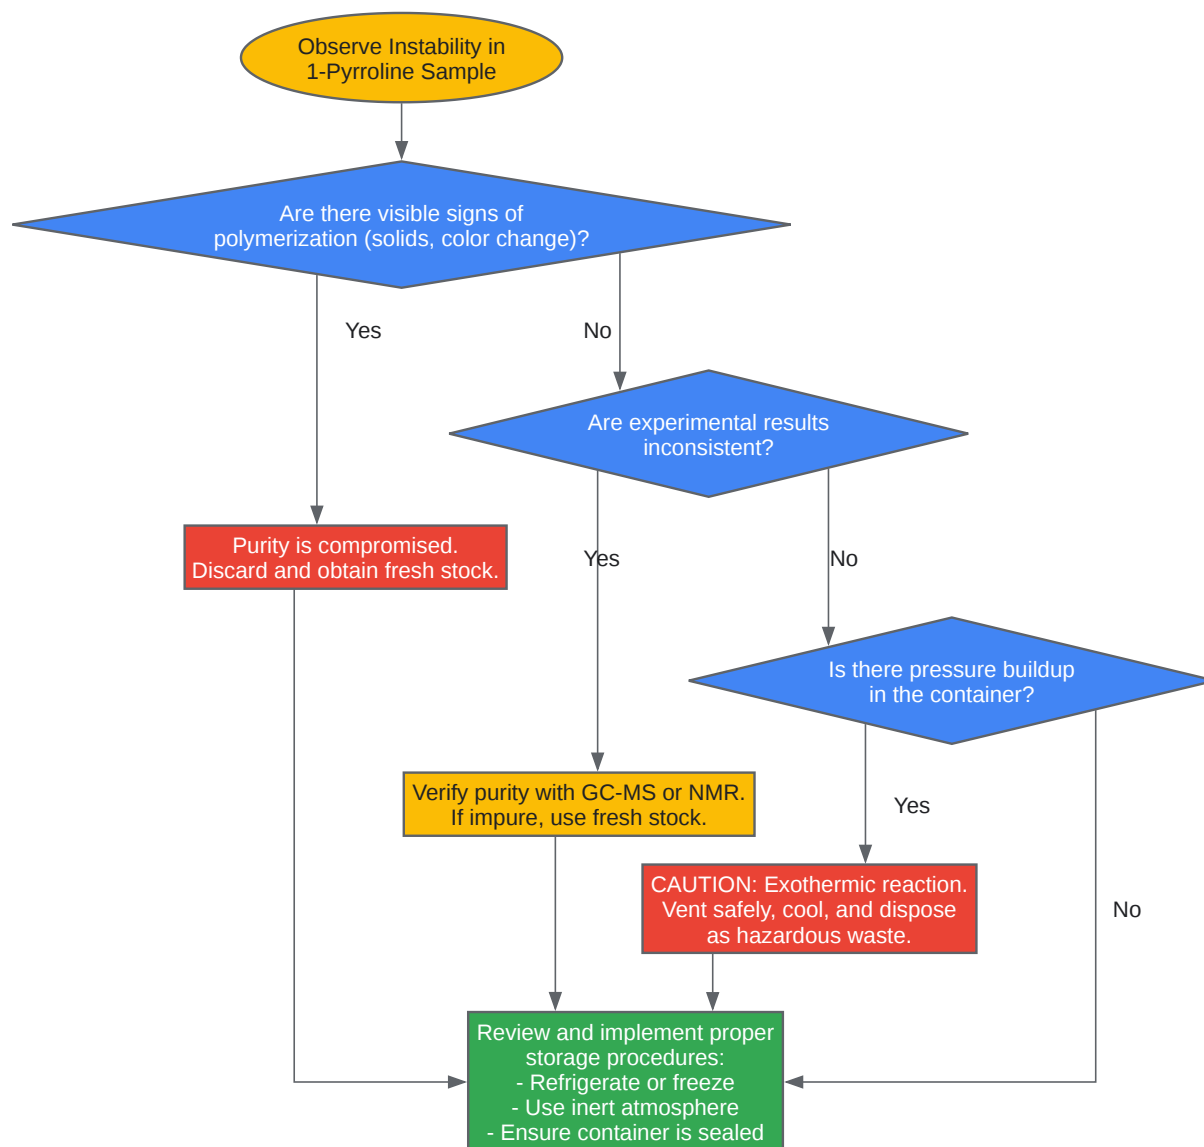 Observe Instability in
1-Pyrroline Sample
Are there visible signs of
polymerization (solids, color change)?
Yes
No
Are experimental results
inconsistent?
Purity is compromised.
Discard and obtain fresh stock.
Yes
No
Is there pressure buildup
in the container?
Verify purity with GC-MS or NMR.
If impure, use fresh stock.
Yes
CAUTION: Exothermic reaction.
Vent safely, cool, and dispose
as hazardous waste.
No
Review and implement proper
storage procedures:
- Refrigerate or freeze
- Use inert atmosphere
- Ensure container is sealed